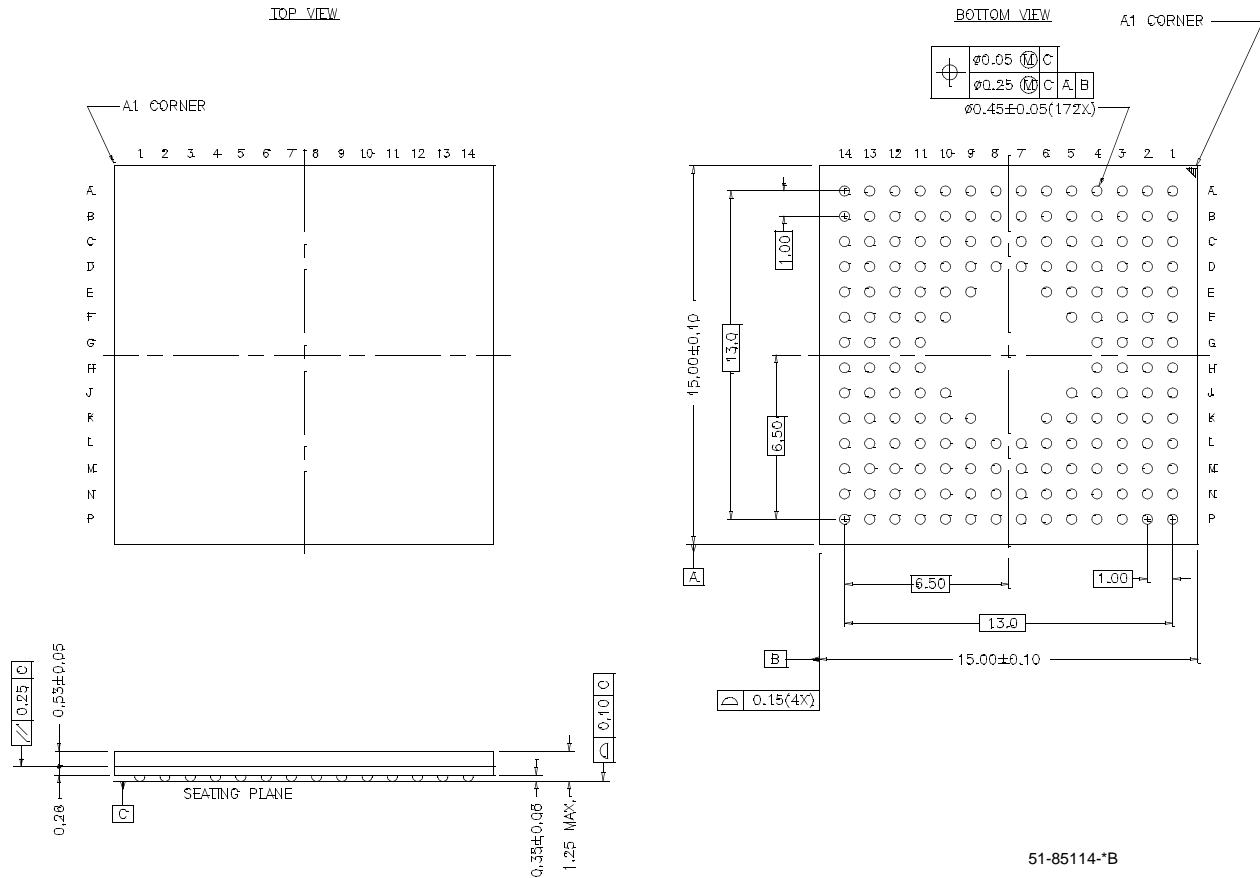 TOP VIEW
BOTTOM VIEW
A1 CORNER
⌀0.05 Ⓜ C
⌀0.25 Ⓜ C A B
⌀0.45±0.05(172X)
A1 CORNER
1 2 3 4 5 6 7 8 9 10 11 12 13 14
14 13 12 11 10 9 8 7 6 5 4 3 2 1
A
B
C
D
E
F
G
H
J
K
L
M
N
P
A
B
C
D
E
F
G
H
J
K
L
M
N
P
1.00
15.00±0.10
13.0
6.50
A
6.50
1.00
13.0
B
15.00±0.10
0.15(4X)
// 0.25 C
0.53±0.05
0.10 C
SEATING PLANE
C
0.35±0.06
1.25 MAX.
51-85114-*B